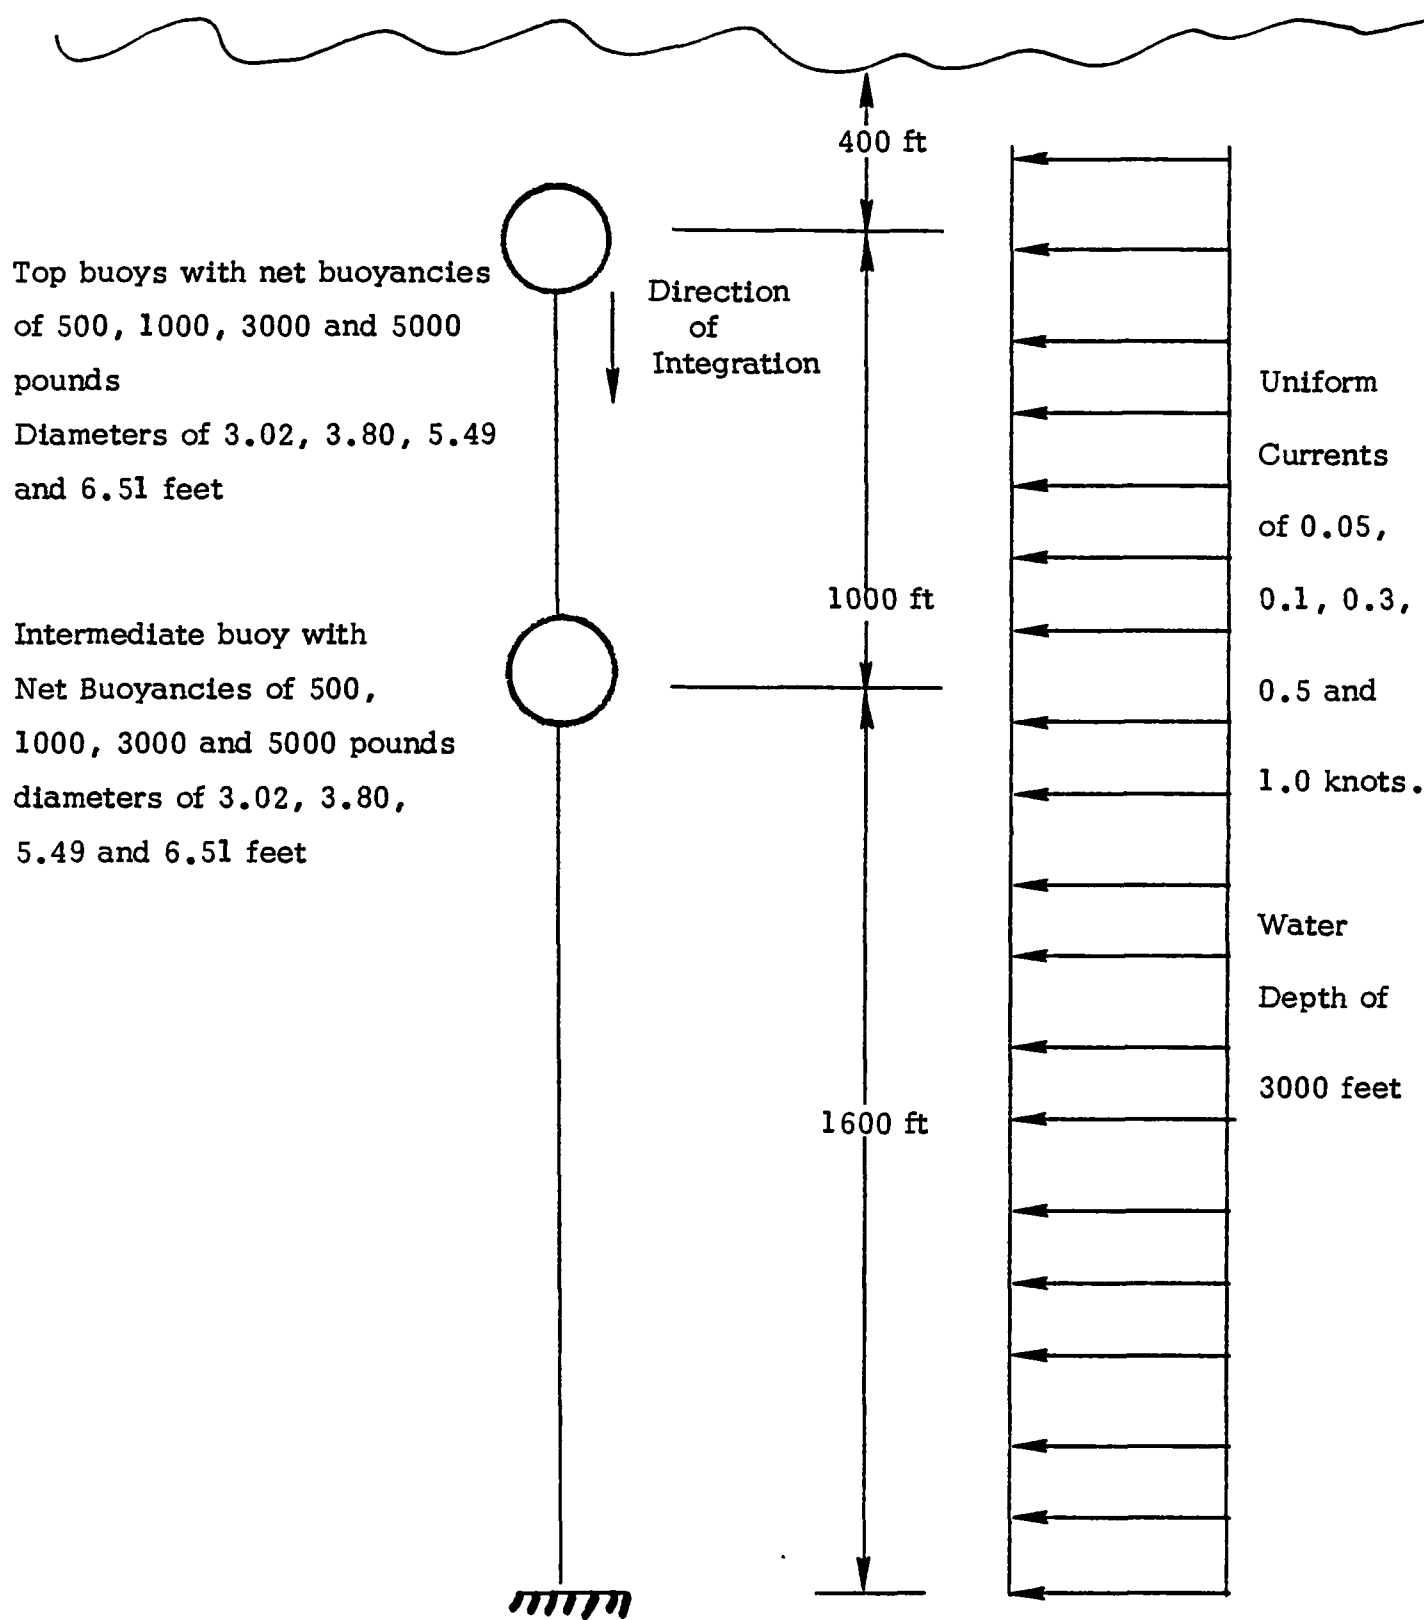 400 ft
Top buoys with net buoyancies
of 500, 1000, 3000 and 5000
pounds
Diameters of 3.02, 3.80, 5.49
and 6.51 feet
Direction
of
Integration
Uniform
Currents
of 0.05,
0.1, 0.3,
0.5 and
1.0 knots.
1000 ft
Intermediate buoy with
Net Buoyancies of 500,
1000, 3000 and 5000 pounds
diameters of 3.02, 3.80,
5.49 and 6.51 feet
Water
Depth of
3000 feet
1600 ft